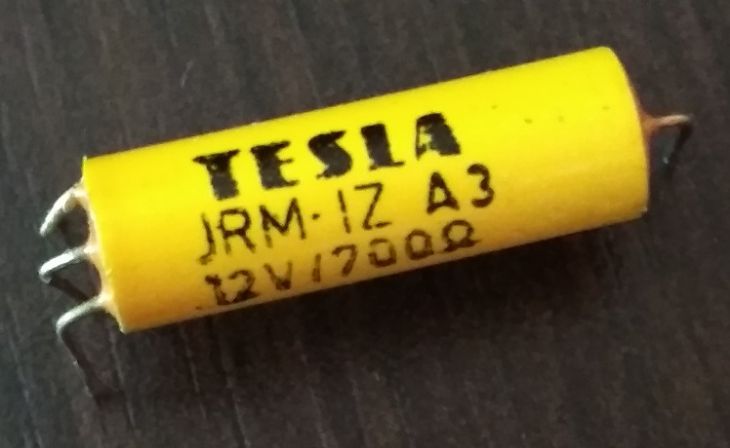 TESLA
JRM-1Z A3
12V/700Ω